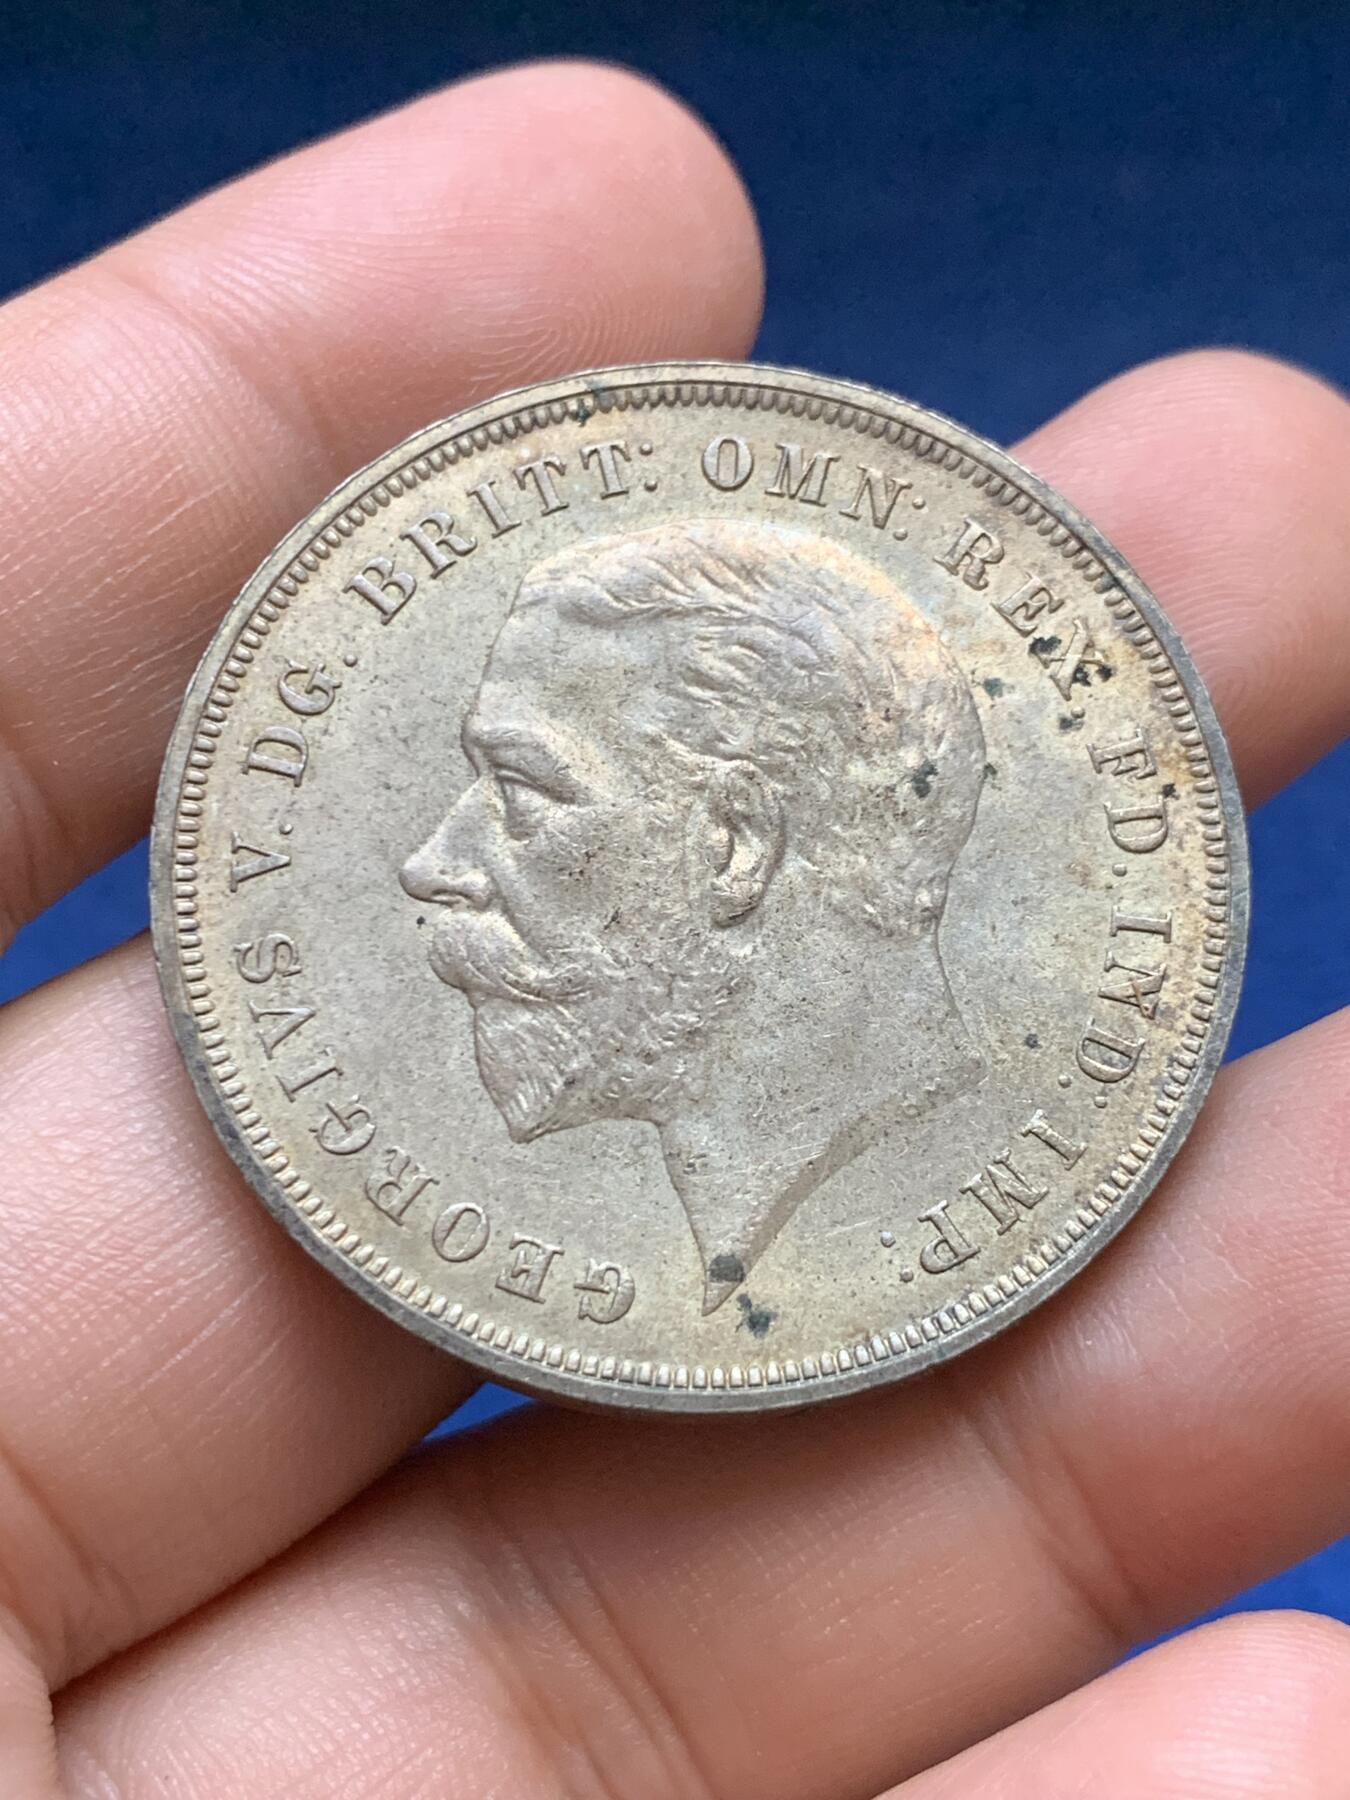 GEORGIVS V. DG. BRITT: OMN: REX. FD. IND: IMP: